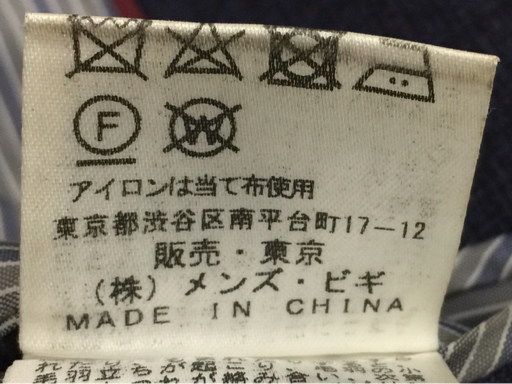 F W
アイロンは当て布使用
東京都渋谷区南平台町17-12
販売・東京
(株)メンズ・ビギ
MADE IN CHINA